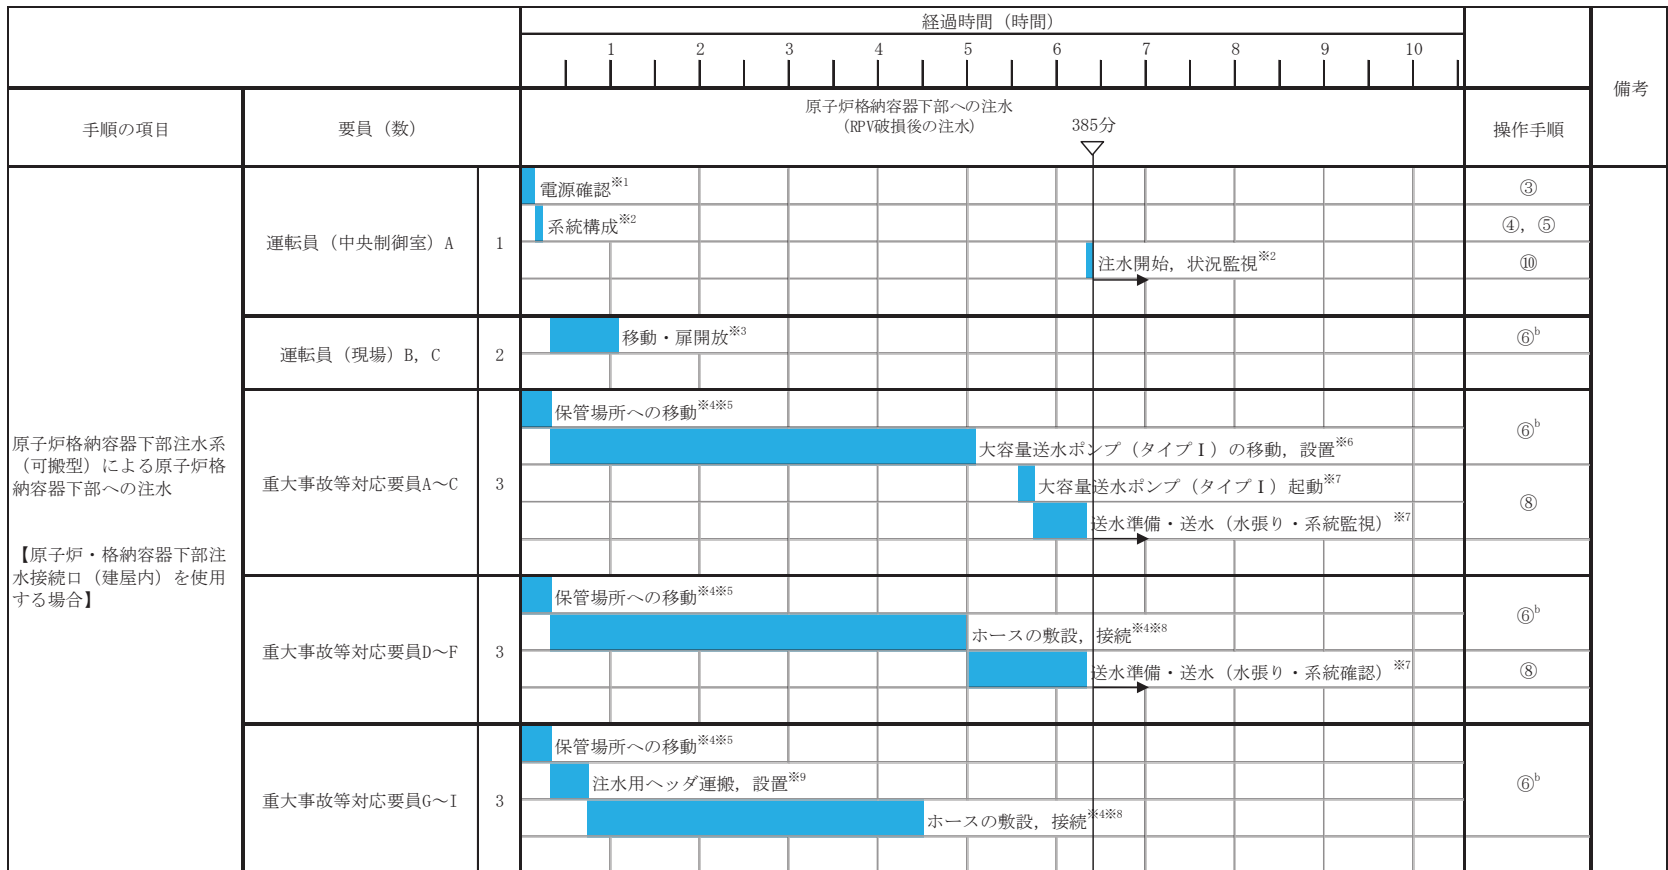 経過時間（時間）
1 2 3 4 5 6 7 8 9 10
備考
手順の項目
要員（数）
原子炉格納容器下部への注水
（RPV破損後の注水）
385分
操作手順
電源確認※1
③
系統構成※2
④，⑤
運転員（中央制御室）A 1
注水開始，状況監視※2
⑩
運転員（現場）B，C 2
移動・扉開放※3
⑥b
原子炉格納容器下部注水系
（可搬型）による原子炉格
納容器下部への注水
【原子炉・格納容器下部注
水接続口（建屋内）を使用
する場合】
重大事故等対応要員A～C 3
保管場所への移動※4※5
大容量送水ポンプ（タイプⅠ）の移動，設置※6
⑥b
大容量送水ポンプ（タイプⅠ）起動※7
送水準備・送水（水張り・系統監視）※7
⑧
重大事故等対応要員D～F 3
保管場所への移動※4※5
ホースの敷設，接続※4※8
⑥b
送水準備・送水（水張り・系統確認）※7
⑧
重大事故等対応要員G～I 3
保管場所への移動※4※5
注水用ヘッダ運搬，設置※9
ホースの敷設，接続※4※8
⑥b